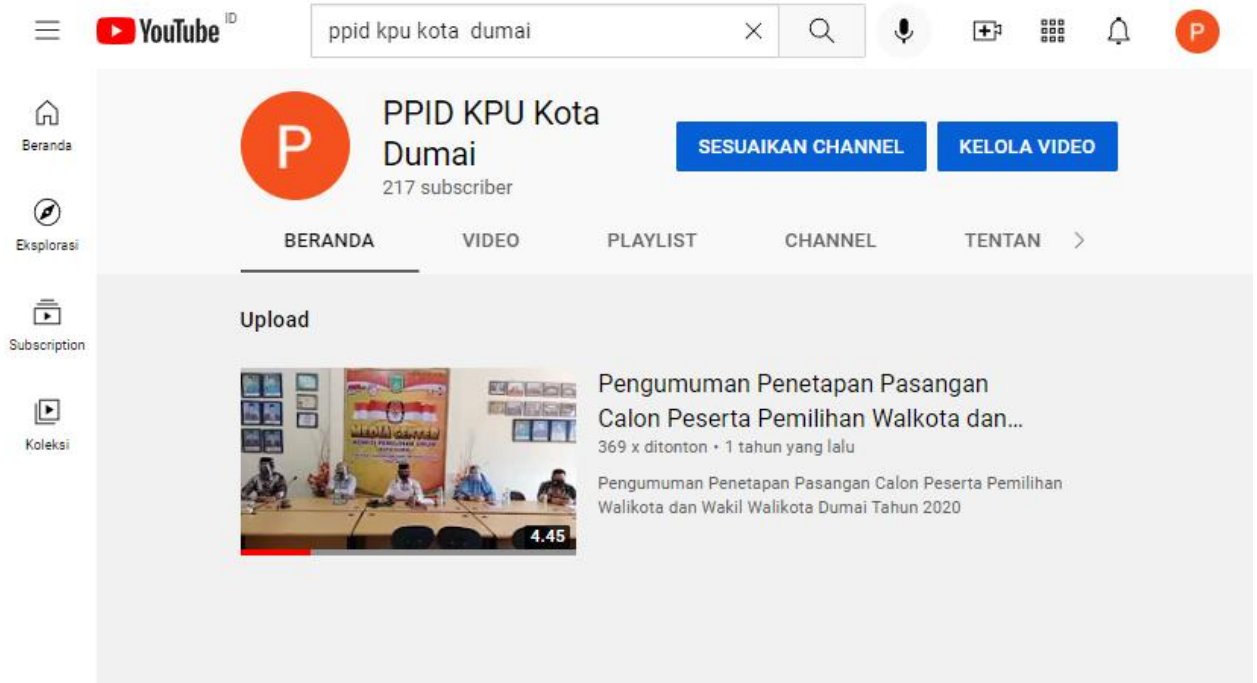 YouTube ID
ppid kpu kota dumai
P
Beranda
Eksplorasi
Subscription
Koleksi
P
PPID KPU Kota
Dumai
217 subscriber
SESUAIKAN CHANNEL
KELOLA VIDEO
BERANDA
VIDEO
PLAYLIST
CHANNEL
TENTAN
Upload
MEDIA CENTER
4.45
Pengumuman Penetapan Pasangan
Calon Peserta Pemilihan Walkota dan...
369 x ditonton • 1 tahun yang lalu
Pengumuman Penetapan Pasangan Calon Peserta Pemilihan
Walikota dan Wakil Walikota Dumai Tahun 2020